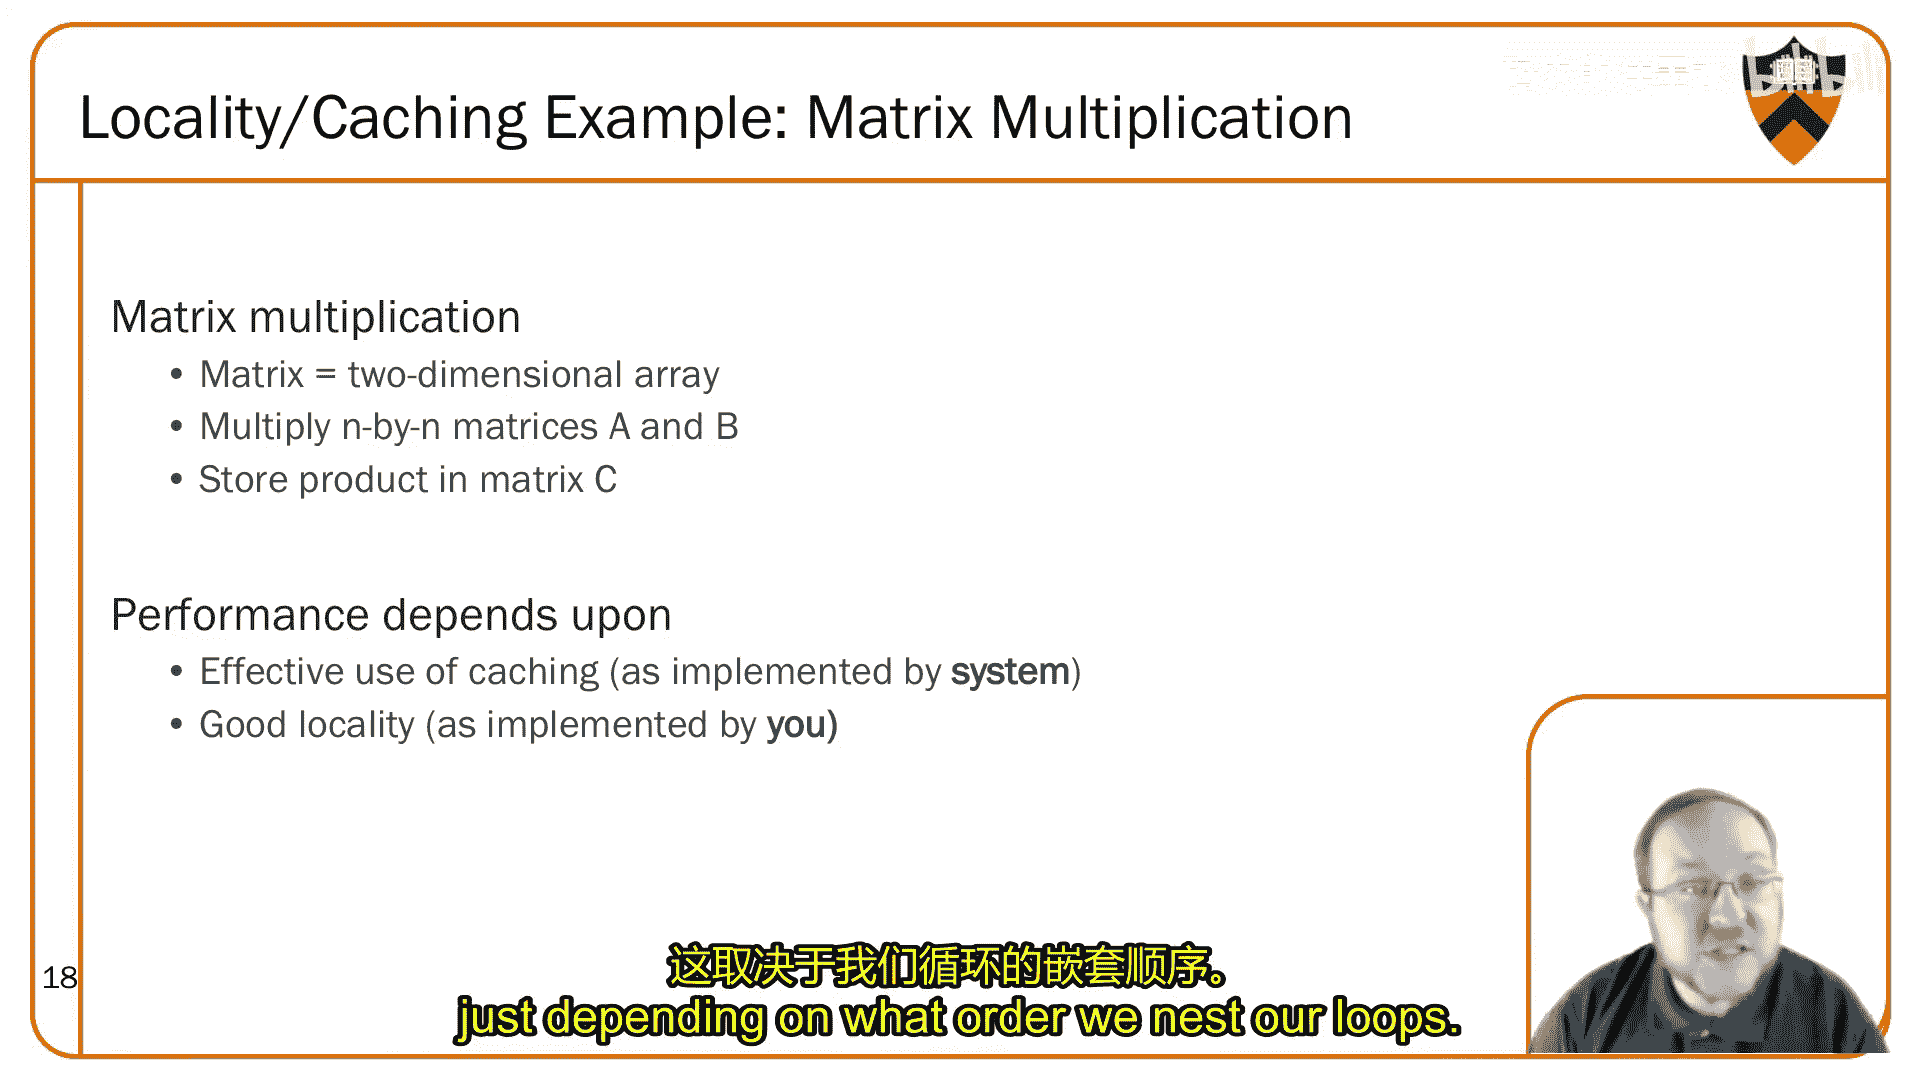 Locality/Caching Example: Matrix Multiplication
Matrix multiplication
• Matrix = two-dimensional array
• Multiply n-by-n matrices A and B
• Store product in matrix C
Performance depends upon
• Effective use of caching (as implemented by system)
• Good locality (as implemented by you)
18
这取决于我们循环的嵌套顺序。
just depending on what order we nest our loops.